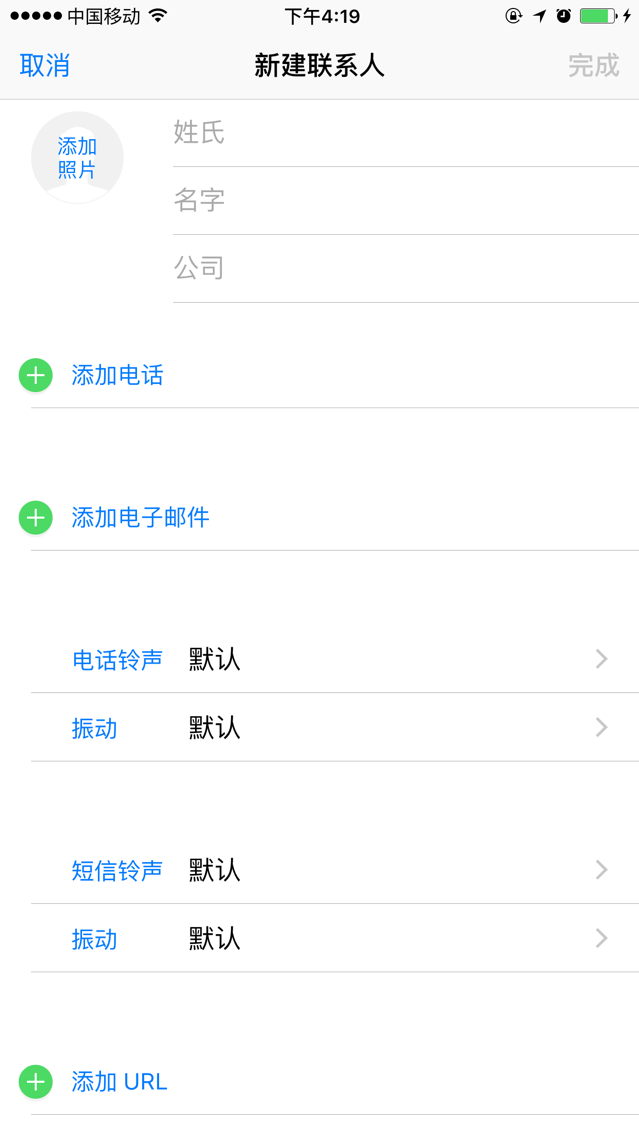 中国移动 下午4:19
取消 新建联系人 完成
添加
照片
姓氏
名字
公司
添加电话
添加电子邮件
电话铃声 默认
振动 默认
短信铃声 默认
振动 默认
添加 URL